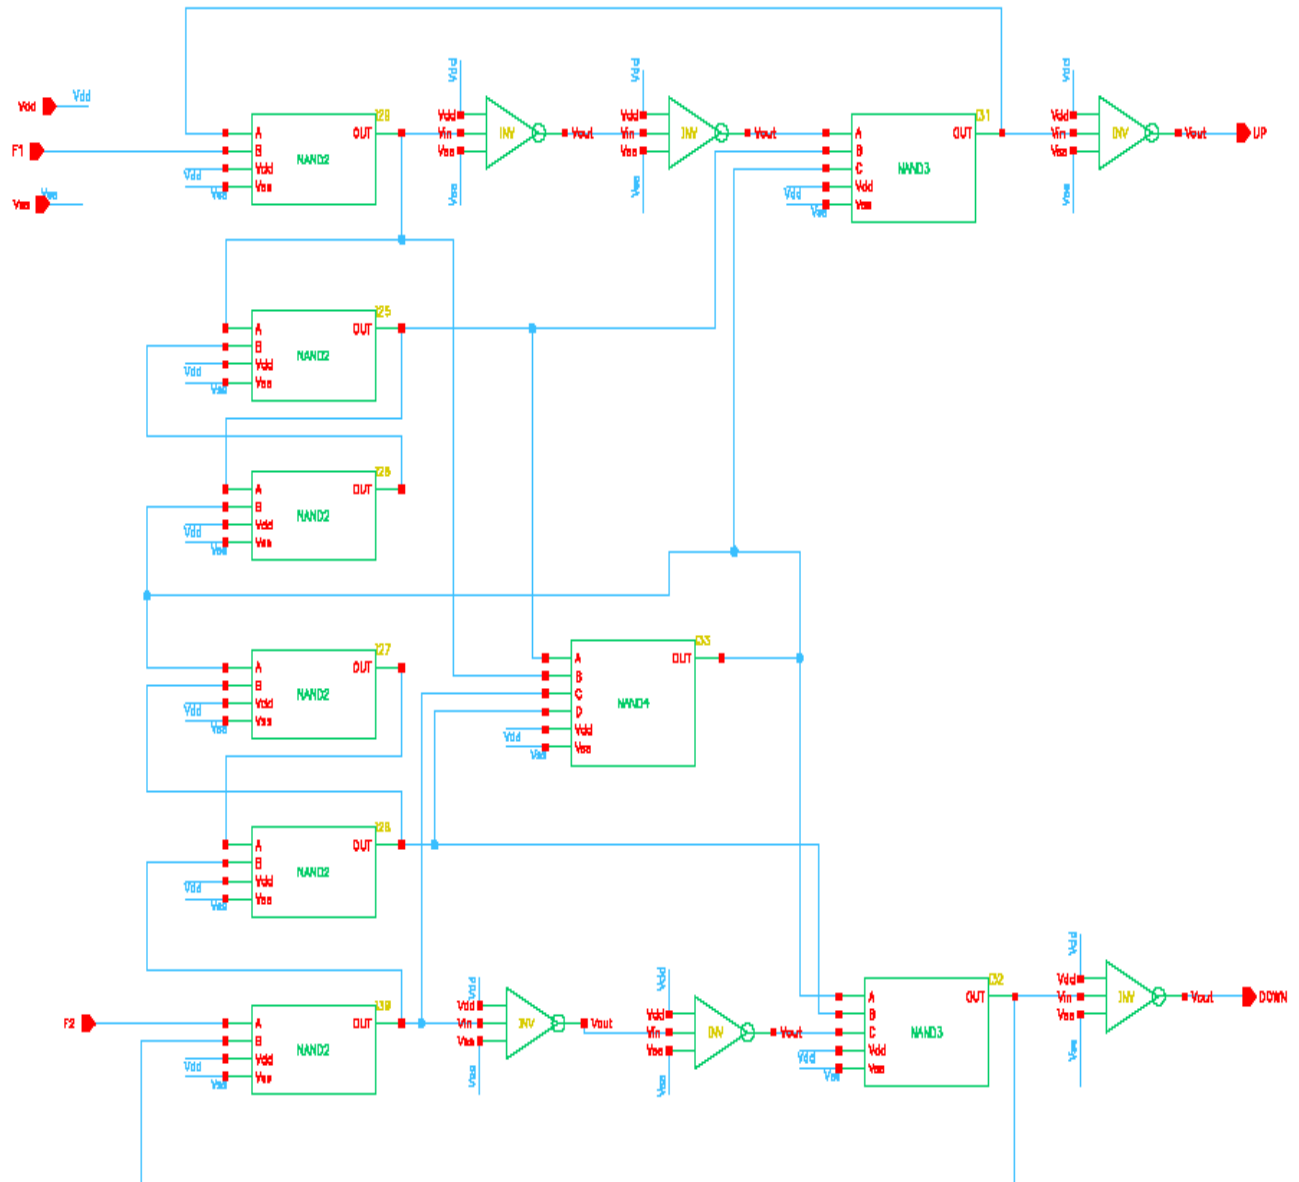 Vdd Vdd
F1
Vss Vss
A OUT
B
Vdd
Vss
NAND2
Vdd
Vss
Vdd
Vdd
Vin INV Vout
Vss
Vss
Vdd
Vdd
Vin INV Vout
Vss
Vss
I31
A OUT
B
C
Vdd
Vss
NAND3
Vdd
Vss
Vdd
Vdd
Vin INV Vout
Vss
Vss
UP
I25
A OUT
B
Vdd
Vss
NAND2
Vdd
Vss
A OUT
B
Vdd
Vss
NAND2
Vdd
Vss
I27
A OUT
B
Vdd
Vss
NAND2
Vdd
Vss
I33
A OUT
B
C
D
Vdd
Vss
NAND4
Vdd
Vss
A OUT
B
Vdd
Vss
NAND2
Vdd
Vss
F2
A OUT
B
Vdd
Vss
NAND2
Vdd
Vss
Vdd
Vdd
Vin INV Vout
Vss
Vss
Vdd
Vdd
Vin INV Vout
Vss
Vss
I32
A OUT
B
C
Vdd
Vss
NAND3
Vdd
Vss
Vdd
Vdd
Vin INV Vout
Vss
Vss
DOWN